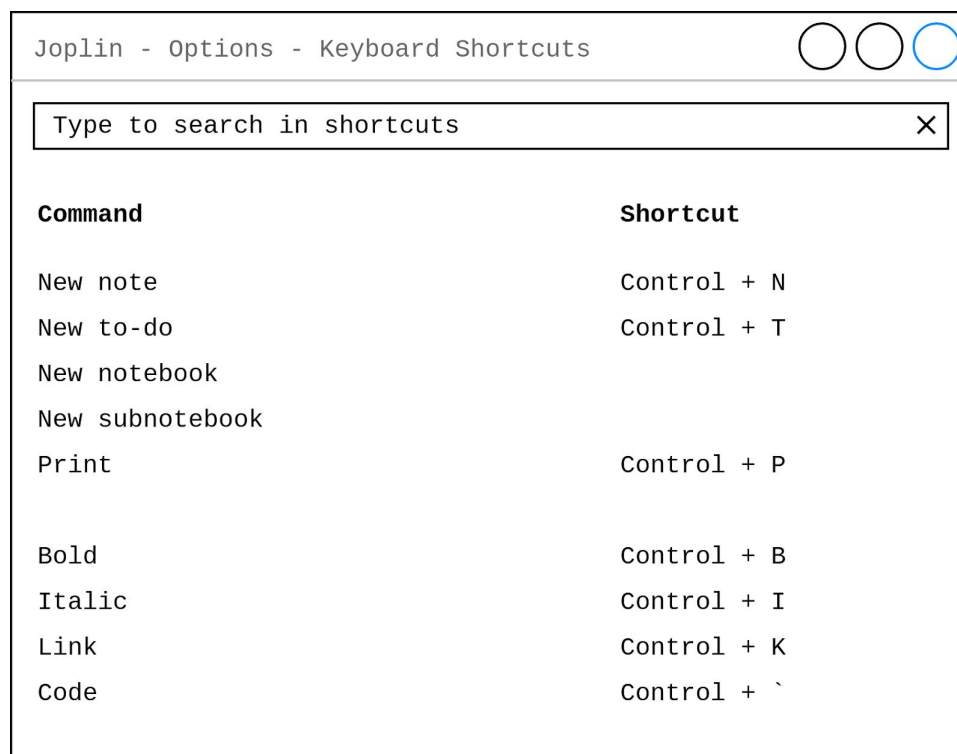 Joplin - Options - Keyboard Shortcuts
Type to search in shortcuts
Command Shortcut
New note Control + N
New to-do Control + T
New notebook
New subnotebook
Print Control + P
Bold Control + B
Italic Control + I
Link Control + K
Code Control + `